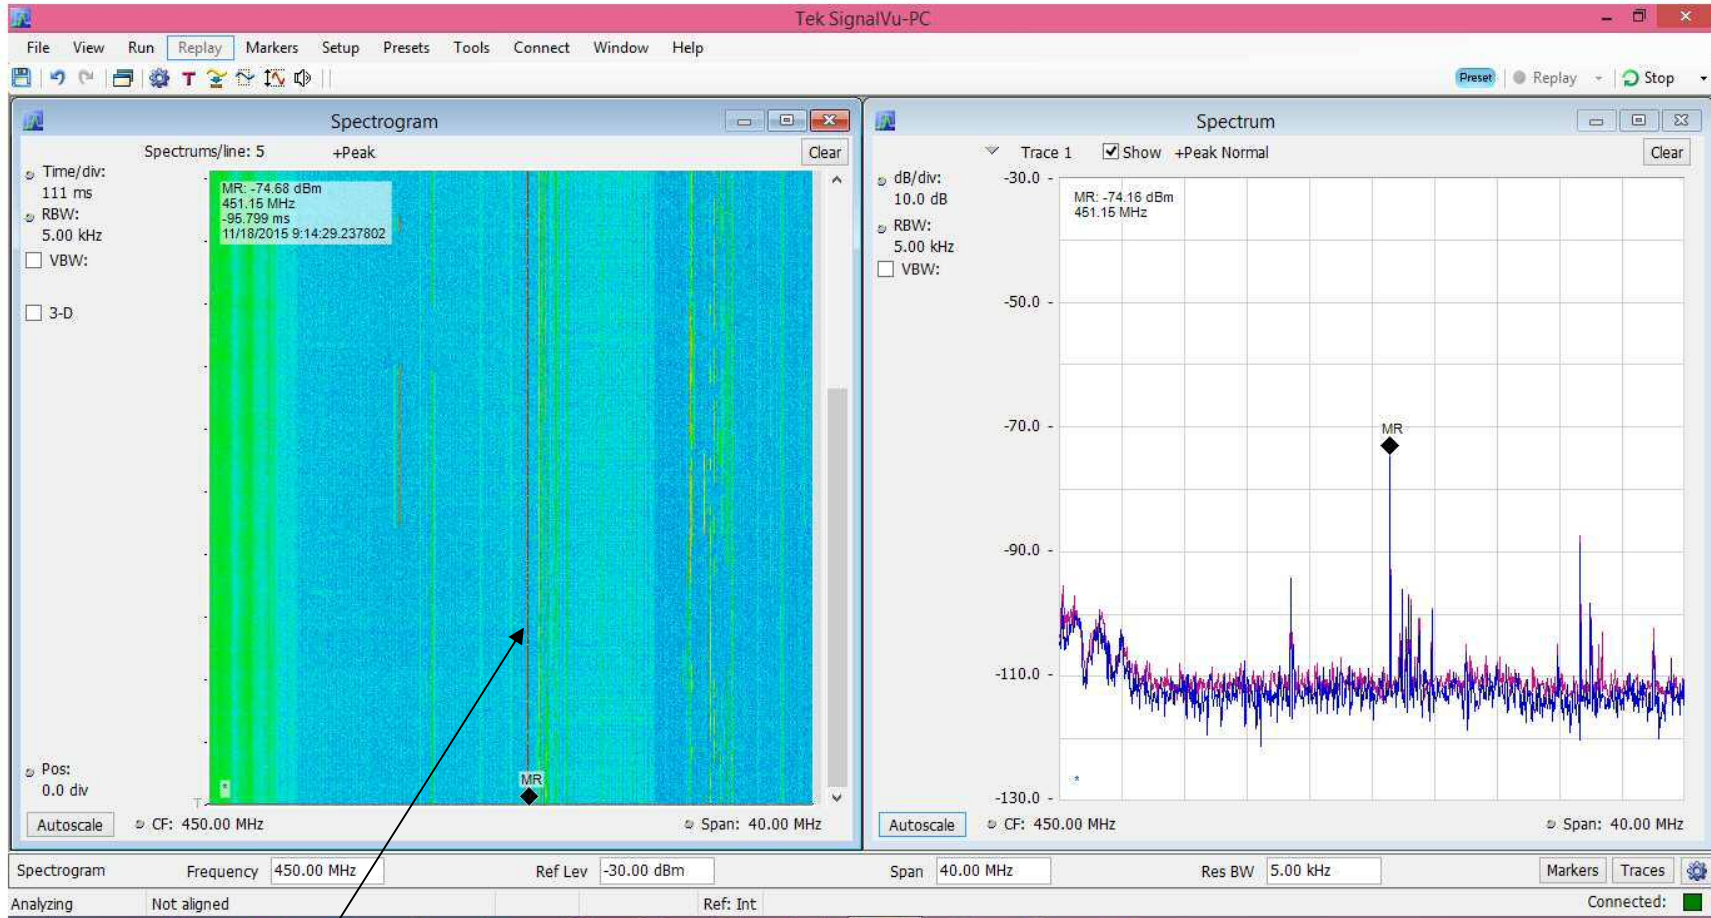 Tek SignalVu-PC
File View Run Replay Markers Setup Presets Tools Connect Window Help
T
Preset Replay Stop
Spectrogram
Spectrums/line: 5 +Peak Clear
Time/div:
111 ms
RBW:
5.00 kHz
VBW:
3-D
MR: -74.68 dBm
451.15 MHz
-95.799 ms
11/18/2015 9:14:29.237802
MR
*
T
Pos:
0.0 div
Autoscale CF: 450.00 MHz Span: 40.00 MHz
Spectrum
Trace 1 Show +Peak Normal Clear
dB/div:
10.0 dB
RBW:
5.00 kHz
VBW:
-30.0 -
MR: -74.16 dBm
451.15 MHz
-50.0 -
-70.0 -
MR
-90.0 -
-110.0 -
*
-130.0 -
Autoscale CF: 450.00 MHz Span: 40.00 MHz
Spectrogram Frequency 450.00 MHz Ref Lev -30.00 dBm Span 40.00 MHz Res BW 5.00 kHz Markers Traces
Analyzing Not aligned Ref: Int Connected: